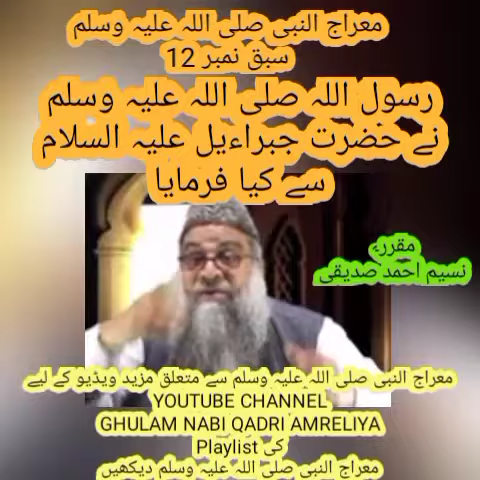 معراج النبی صلی اللہ علیہ وسلم
سبق نمبر 12
رسول اللہ صلی اللہ علیہ وسلم
نے حضرت جبراءیل علیہ السلام
سے کیا فرمایا
مقررء
نسیم احمد صدیقی
معراج النبی صلی اللہ علیہ وسلم سے متعلق مزید ویڈیو کے لیے
YOUTUBE CHANNEL
GHULAM NABI QADRI AMRELIYA
کی Playlist
معراج النبی صلی اللہ علیہ وسلم دیکھیں